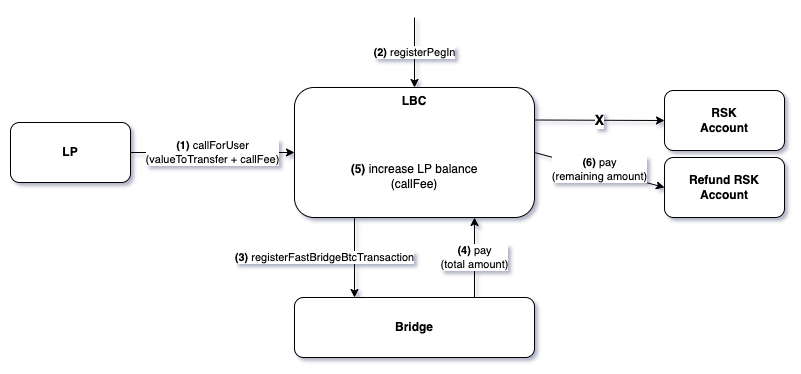 (2) registerPegIn
LBC
RSK
Account
X
LP
(1) callForUser
(valueToTransfer + callFee)
(5) increase LP balance
(callFee)
(6) pay
(remaining amount)
Refund RSK
Account
(3) registerFastBridgeBtcTransaction
(4) pay
(total amount)
Bridge